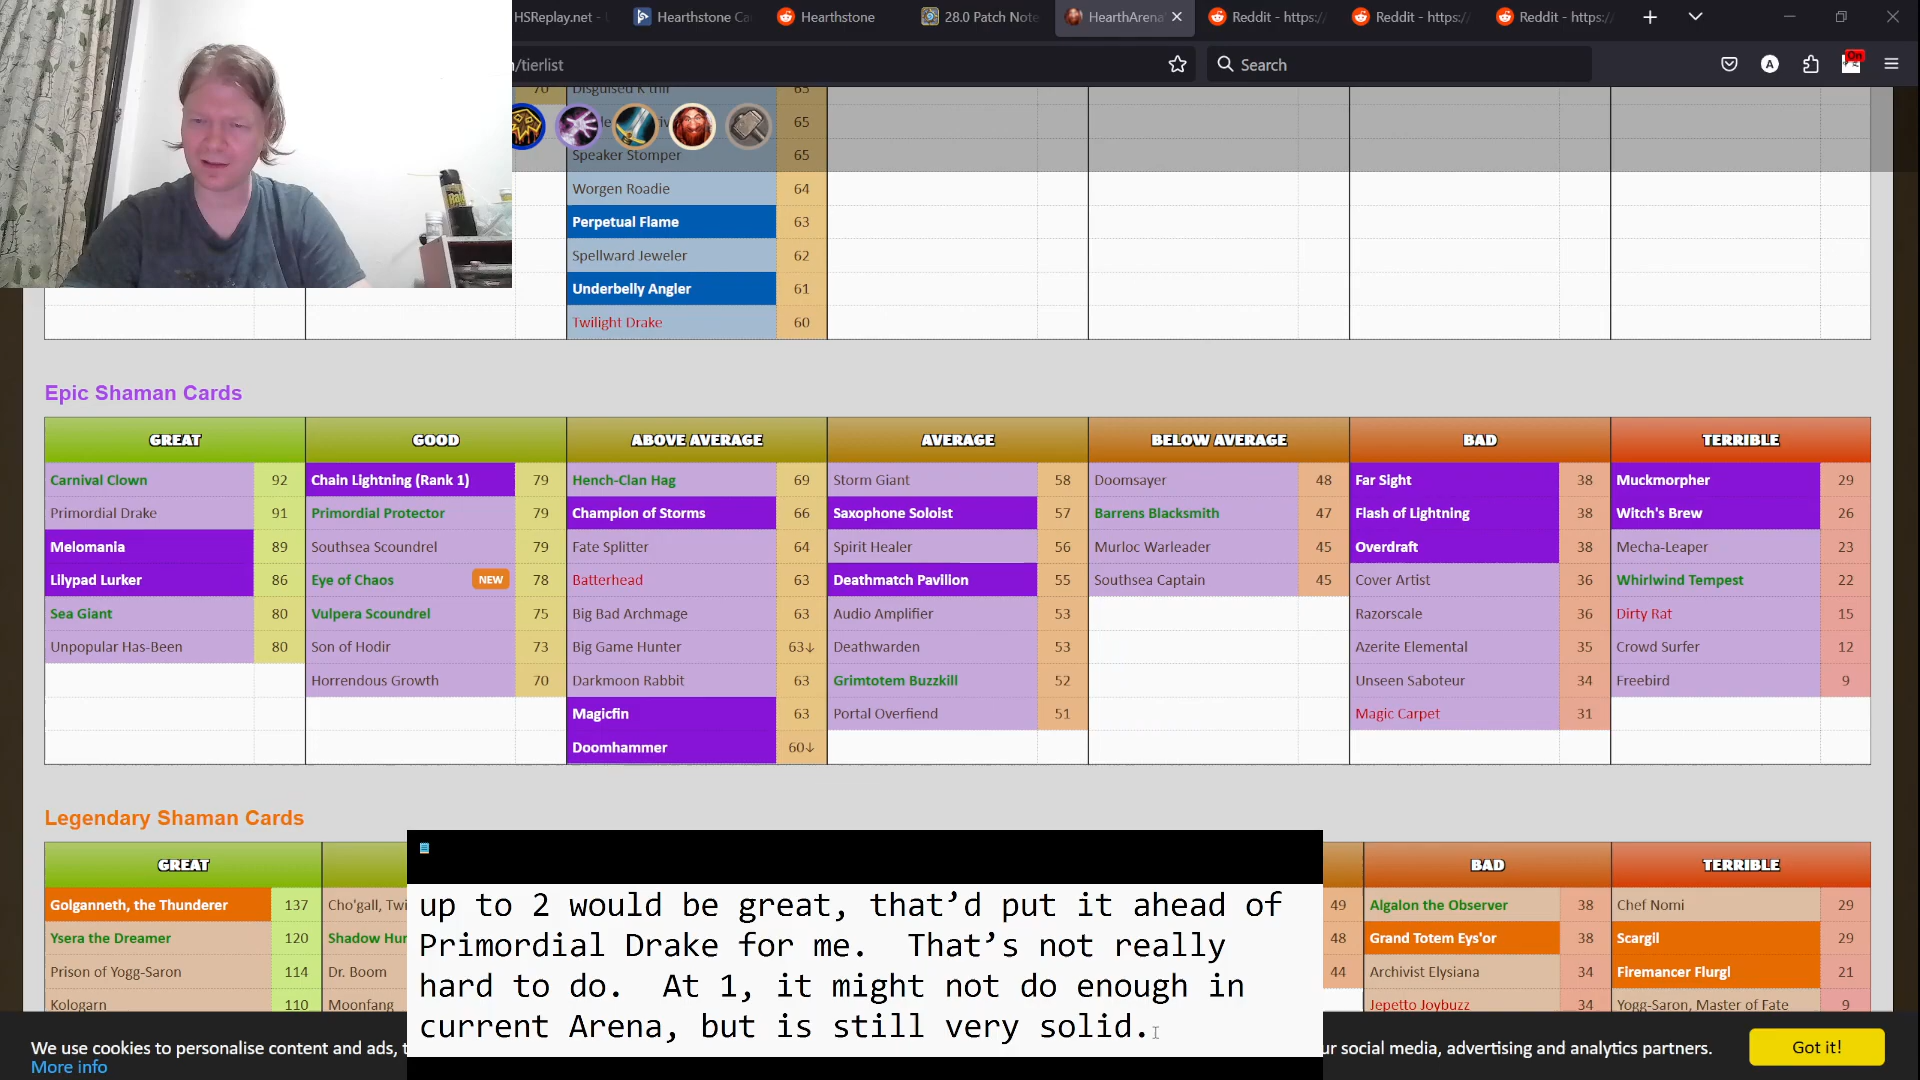 HSReplay.net -
Hearthstone Ca
Hearthstone
28.0 Patch Note
HearthArena
Reddit - https:/
Reddit - https:/
Reddit - https:/
/tierlist
Search
On
70
Disguised K'thir
65
65
Speaker Stomper
65
Worgen Roadie
64
Perpetual Flame
63
Spellward Jeweler
62
Underbelly Angler
61
Twilight Drake
60
Epic Shaman Cards
GREAT
GOOD
ABOVE AVERAGE
AVERAGE
BELOW AVERAGE
BAD
TERRIBLE
Carnival Clown 92 Chain Lightning (Rank 1) 79 Hench-Clan Hag 69 Storm Giant 58 Doomsayer 48 Far Sight 38 Muckmorpher 29
Primordial Drake 91 Primordial Protector 79 Champion of Storms 66 Saxophone Soloist 57 Barrens Blacksmith 47 Flash of Lightning 38 Witch's Brew 26
Melomania 89 Southsea Scoundrel 79 Fate Splitter 64 Spirit Healer 56 Murloc Warleader 45 Overdraft 38 Mecha-Leaper 23
Lilypad Lurker 86 Eye of Chaos NEW 78 Batterhead 63 Deathmatch Pavilion 55 Southsea Captain 45 Cover Artist 36 Whirlwind Tempest 22
Sea Giant 80 Vulpera Scoundrel 75 Big Bad Archmage 63 Audio Amplifier 53 Razorscale 36 Dirty Rat 15
Unpopular Has-Been 80 Son of Hodir 73 Big Game Hunter 63↓ Deathwarden 53 Azerite Elemental 35 Crowd Surfer 12
Horrendous Growth 70 Darkmoon Rabbit 63 Grimtotem Buzzkill 52 Unseen Saboteur 34 Freebird 9
Magicfin 63 Portal Overfiend 51 Magic Carpet 31
Doomhammer 60↓
Legendary Shaman Cards
GREAT
BAD
TERRIBLE
Golganneth, the Thunderer 137 Cho'gall, Twi 49 Algalon the Observer 38 Chef Nomi 29
Ysera the Dreamer 120 Shadow Hun 48 Grand Totem Eys'or 38 Scargil 29
Prison of Yogg-Saron 114 Dr. Boom 44 Archivist Elysiana 34 Firemancer Flurgl 21
Kologarn 110 Moonfang Jepetto Joybuzz 34 Yogg-Saron, Master of Fate 9
up to 2 would be great, that'd put it ahead of
Primordial Drake for me. That's not really
hard to do. At 1, it might not do enough in
current Arena, but is still very solid.
We use cookies to personalise content and ads, t
ur social media, advertising and analytics partners.
More info
Got it!